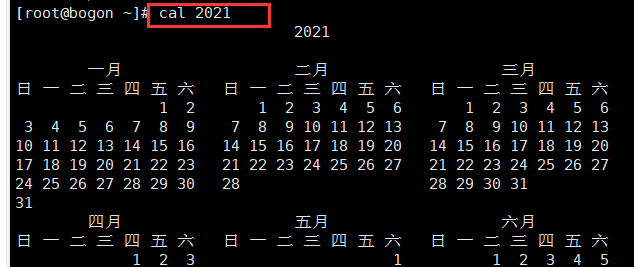 [root@bogon ~]# cal 2021
2021
一月 二月 三月
日 一 二 三 四 五 六 日 一 二 三 四 五 六 日 一 二 三 四 五 六
1 2 1 2 3 4 5 6 1 2 3 4 5 6
3 4 5 6 7 8 9 7 8 9 10 11 12 13 7 8 9 10 11 12 13
10 11 12 13 14 15 16 14 15 16 17 18 19 20 14 15 16 17 18 19 20
17 18 19 20 21 22 23 21 22 23 24 25 26 27 21 22 23 24 25 26 27
24 25 26 27 28 29 30 28 28 29 30 31
31
四月 五月 六月
日 一 二 三 四 五 六 日 一 二 三 四 五 六 日 一 二 三 四 五 六
1 2 3 1 1 2 3 4 5